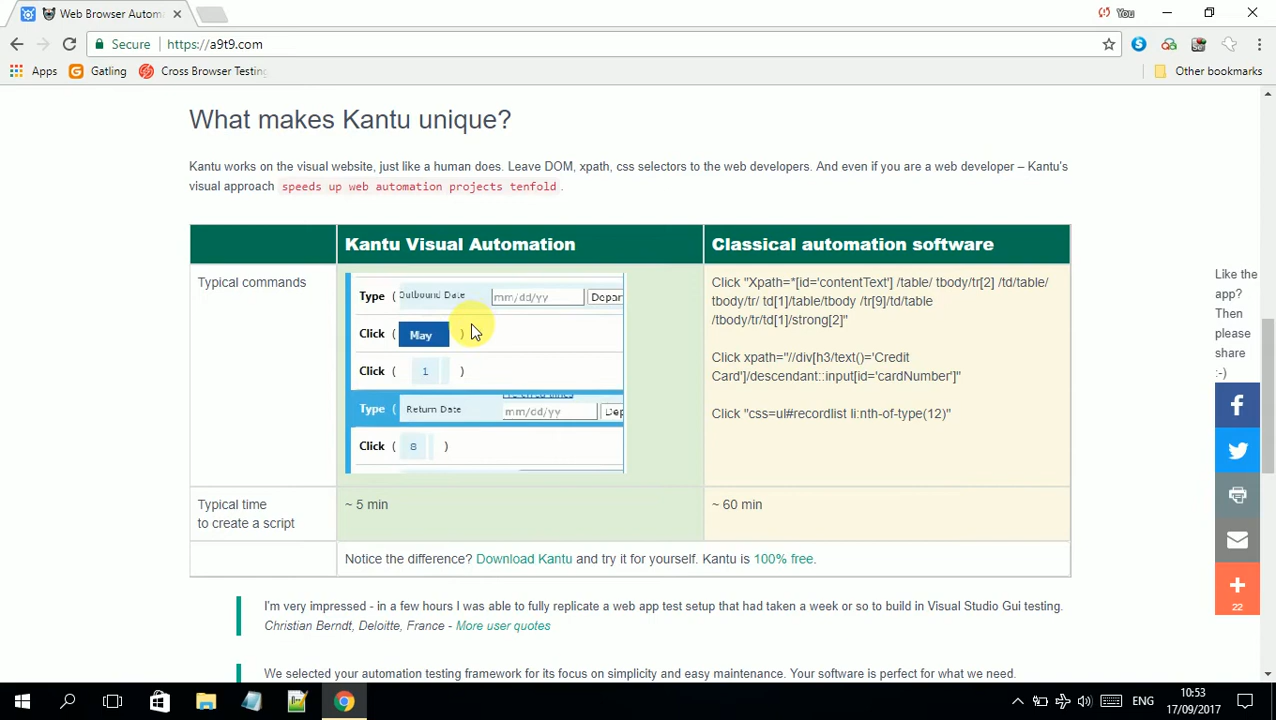 Web Browser Autom
You
Secure
https://a9t9.com
Apps
Gatling
Cross Browser Testing
Other bookmarks
What makes Kantu unique?
Kantu works on the visual website, just like a human does. Leave DOM, xpath, css selectors to the web developers. And even if you are a web developer – Kantu's
visual approach speeds up web automation projects tenfold .
Kantu Visual Automation
Classical automation software
Typical commands
Type ( Outbound Date mm/dd/yy Depar
Click ( May )
Click ( 1 )
Type ( Return Date mm/dd/yy Dep
Click ( 8 )
Click "Xpath=*[id='contentText'] /table/ tbody/tr[2] /td/table/
tbody/tr/ td[1]/table/tbody /tr[9]/td/table
/tbody/tr/td[1]/strong[2]"
Click xpath="//div[h3/text()='Credit
Card']/descendant::input[id='cardNumber']"
Click "css=ul#recordlist li:nth-of-type(12)"
Typical time
to create a script
~ 5 min
~ 60 min
Notice the difference? Download Kantu and try it for yourself. Kantu is 100% free.
I'm very impressed - in a few hours I was able to fully replicate a web app test setup that had taken a week or so to build in Visual Studio Gui testing.
Christian Berndt, Deloitte, France - More user quotes
We selected your automation testing framework for its focus on simplicity and easy maintenance. Your software is perfect for what we need.
Like the
app?
Then
please
share
:-)
22
ENG
10:53
17/09/2017